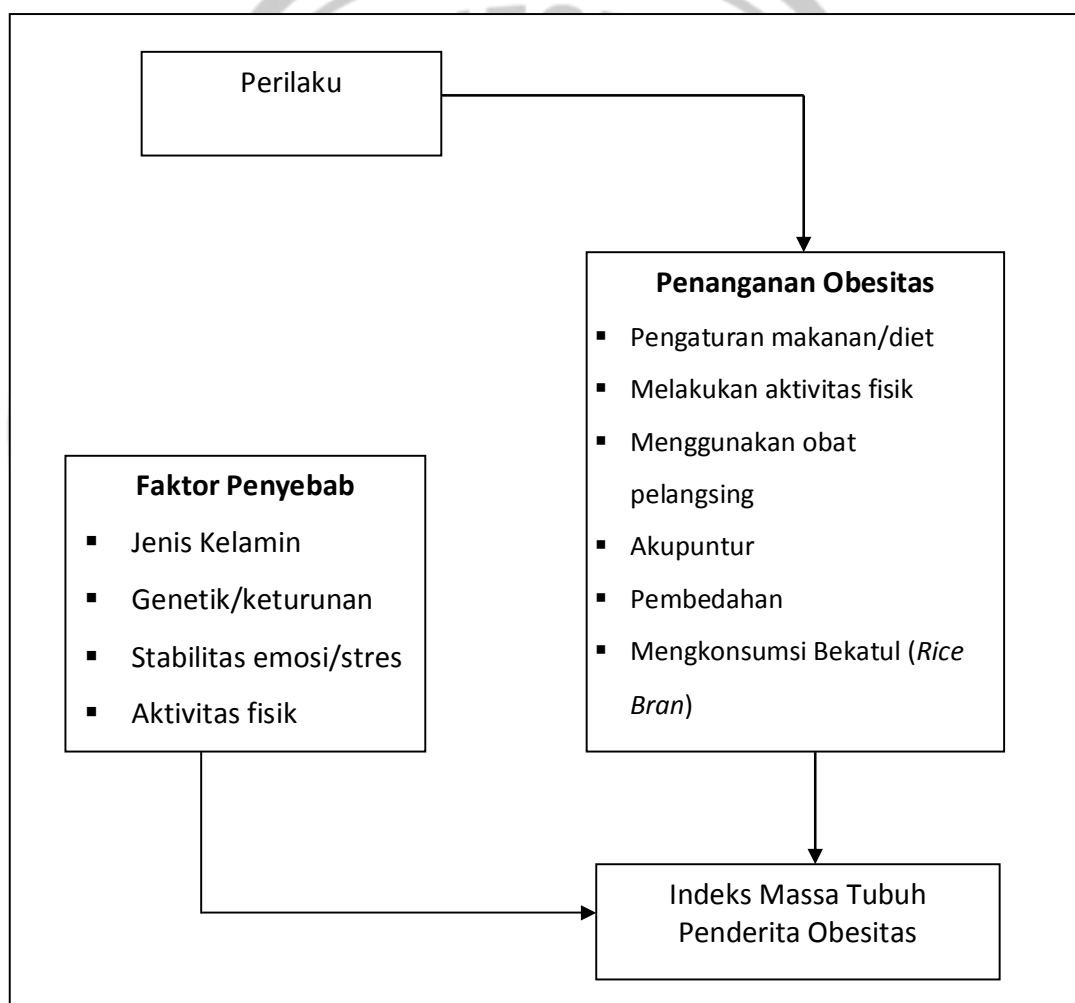 Perilaku
Penanganan Obesitas
▪ Pengaturan makanan/diet
▪ Melakukan aktivitas fisik
▪ Menggunakan obat
pelangsing
▪ Akupuntur
▪ Pembedahan
▪ Mengkonsumsi Bekatul (Rice
Bran)
Faktor Penyebab
▪ Jenis Kelamin
▪ Genetik/keturunan
▪ Stabilitas emosi/stres
▪ Aktivitas fisik
Indeks Massa Tubuh
Penderita Obesitas